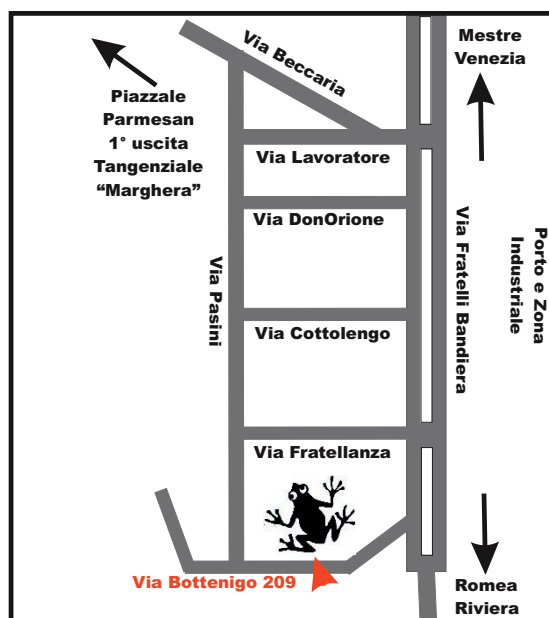 Via Beccaria
Mestre
Venezia
Piazzale
Parmesan
1° uscita
Tangenziale
“Marghera”
Via Lavoratore
Via DonOrione
Via Pasini
Via Fratelli Bandiera
Porto e Zona
Industriale
Via Cottolengo
Via Fratellanza
Via Bottenigo 209
Romea
Riviera